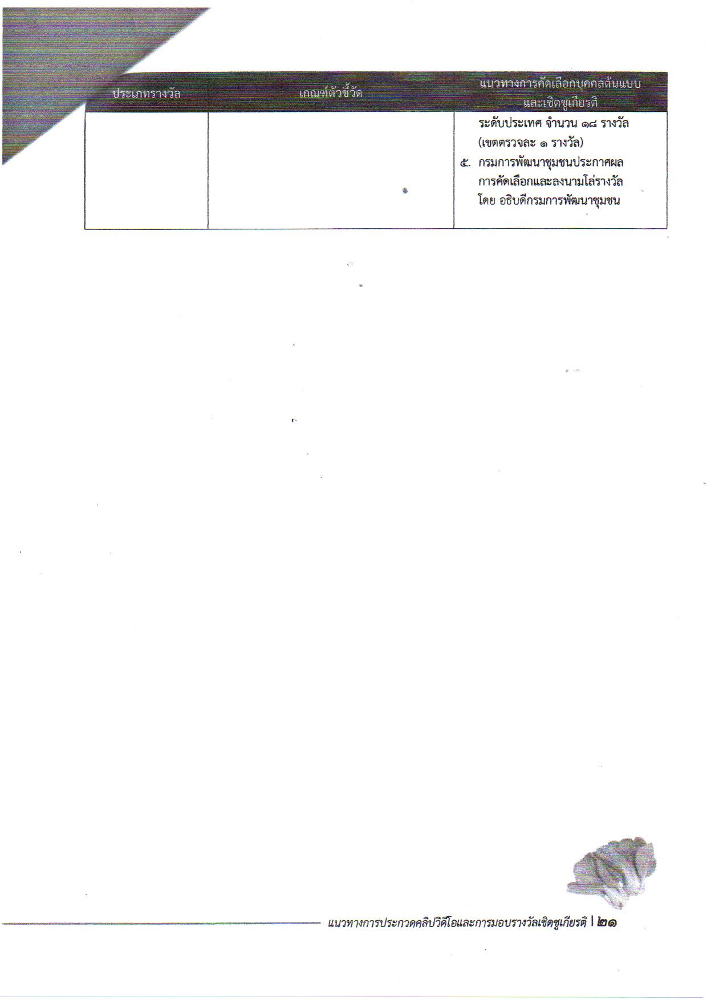 ประเภทรางวัล
เกณฑ์ตัวชี้วัด
แนวทางการคัดเลือกบุคคลต้นแบบ
และเชิดชูเกียรติ
ระดับประเทศ จำนวน ๑๘ รางวัล
(เขตตรวจละ ๑ รางวัล)
๕. กรมการพัฒนาชุมชนประกาศผล
การคัดเลือกและลงนามโล่รางวัล
โดย อธิบดีกรมการพัฒนาชุมชน
แนวทางการประกวดคลิปวิดีโอและการมอบรางวัลเชิดชูเกียรติ | ๒๑